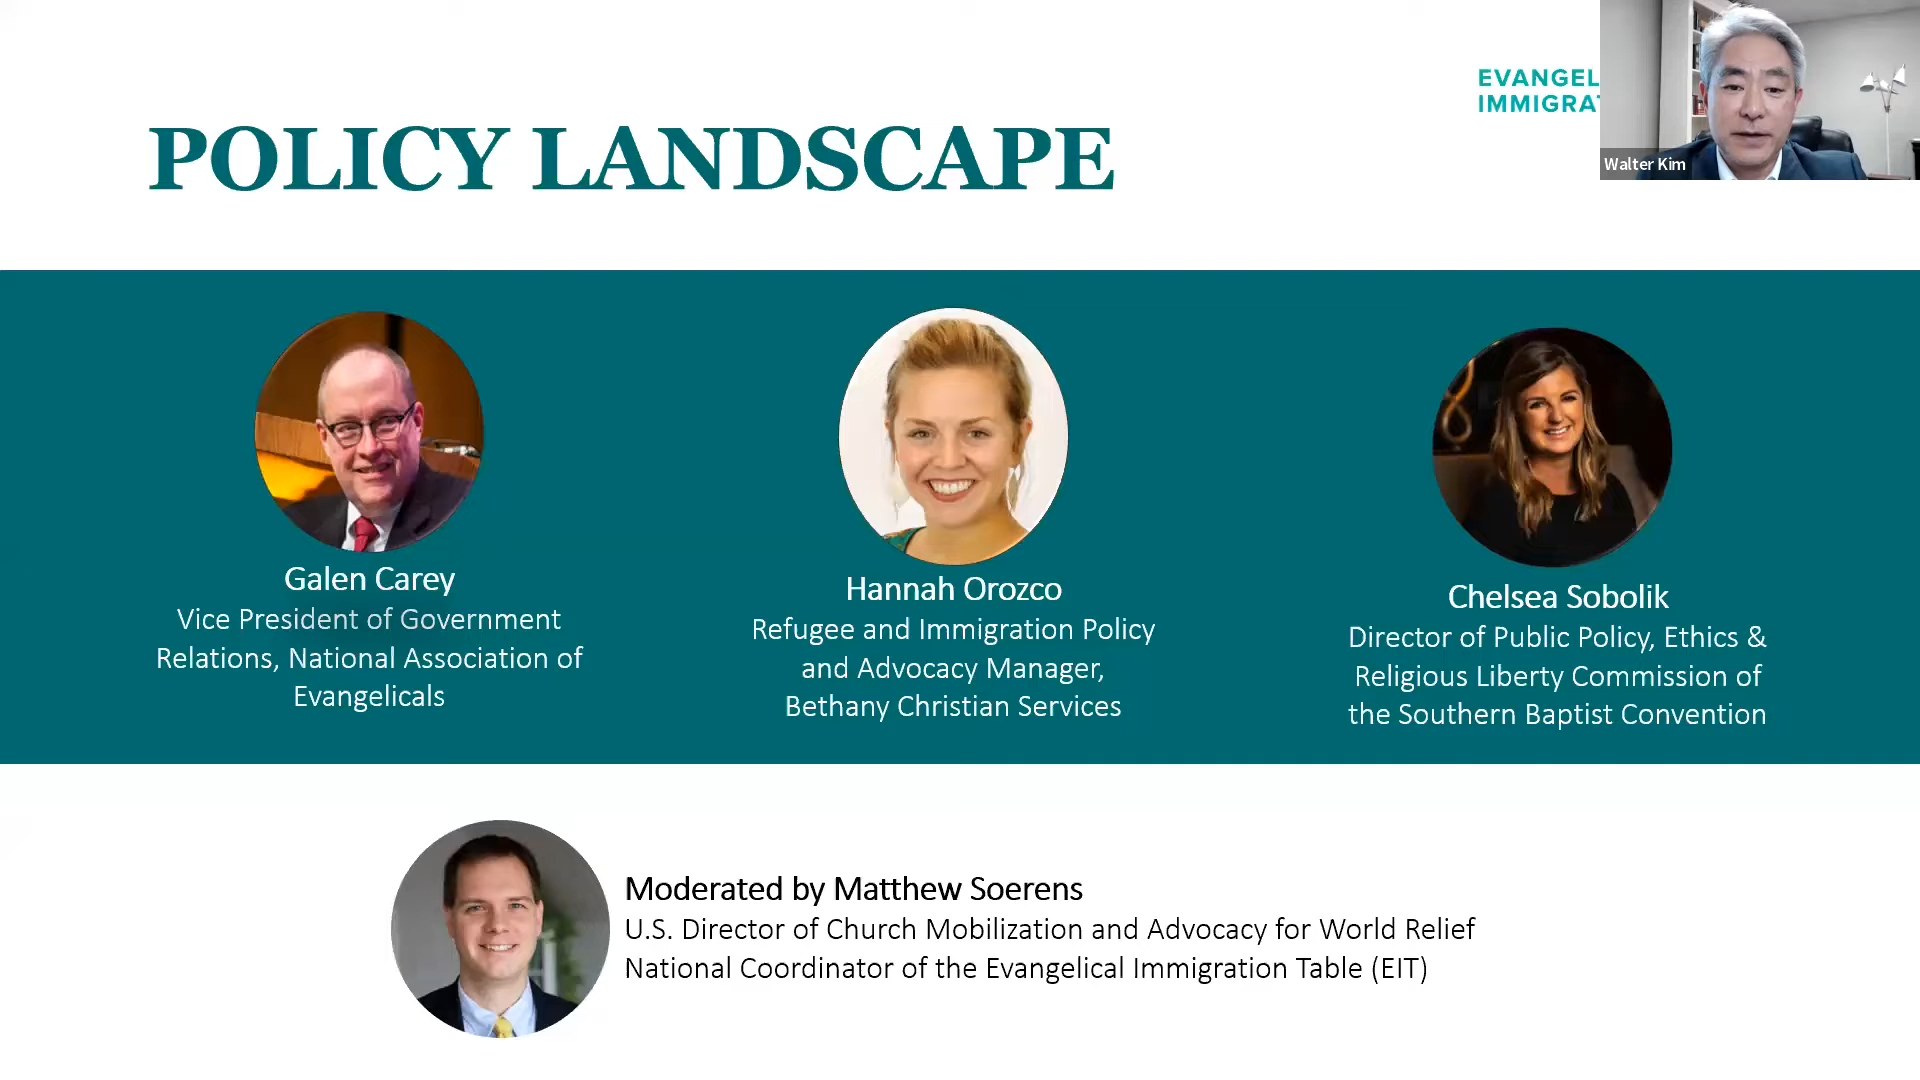 EVANGEL
IMMIGRAT
Walter Kim
POLICY LANDSCAPE
Galen Carey
Vice President of Government
Relations, National Association of
Evangelicals
Hannah Orozco
Refugee and Immigration Policy
and Advocacy Manager,
Bethany Christian Services
Chelsea Sobolik
Director of Public Policy, Ethics &
Religious Liberty Commission of
the Southern Baptist Convention
Moderated by Matthew Soerens
U.S. Director of Church Mobilization and Advocacy for World Relief
National Coordinator of the Evangelical Immigration Table (EIT)